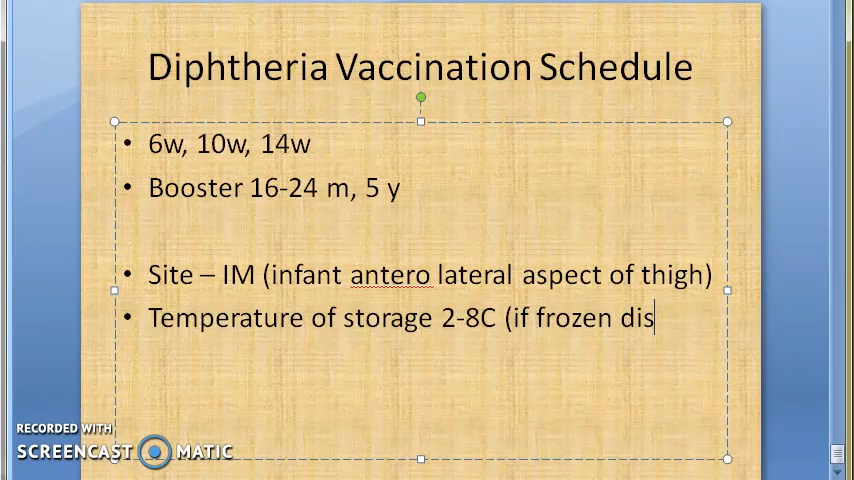 Diphtheria Vaccination Schedule
• 6w, 10w, 14w
• Booster 16-24 m, 5 y
• Site – IM (infant antero lateral aspect of thigh)
• Temperature of storage 2-8C (if frozen dis
RECORDED WITH
SCREENCAST MATIC